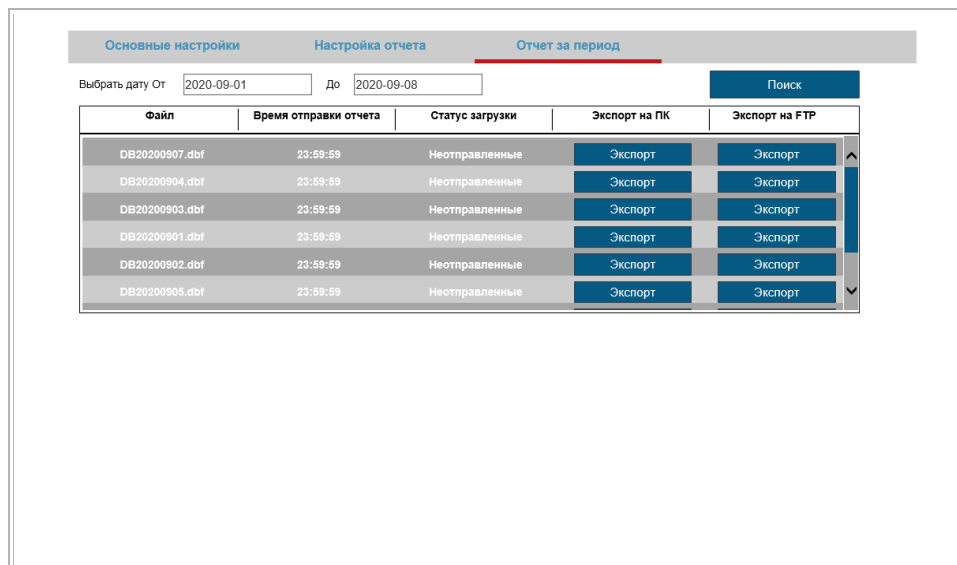 Основные настройки Настройка отчета Отчет за период
Выбрать дату От 2020-09-01 До 2020-09-08 Поиск
Файл Время отправки отчета Статус загрузки Экспорт на ПК Экспорт на FTP
DB20200907.dbf 23:59:59 Неотправленные Экспорт Экспорт
DB20200904.dbf 23:59:59 Неотправленные Экспорт Экспорт
DB20200903.dbf 23:59:59 Неотправленные Экспорт Экспорт
DB20200901.dbf 23:59:59 Неотправленные Экспорт Экспорт
DB20200902.dbf 23:59:59 Неотправленные Экспорт Экспорт
DB20200905.dbf 23:59:59 Неотправленные Экспорт Экспорт